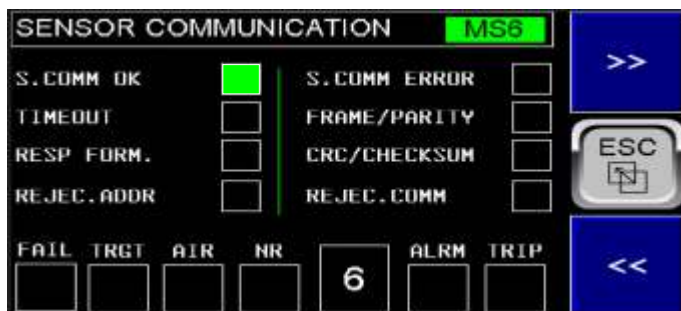 SENSOR COMMUNICATION MS6
>>
S.COMM OK S.COMM ERROR
TIMEOUT FRAME/PARITY
RESP FORM. CRC/CHECKSUM
ESC
REJEC.ADDR REJEC.COMM
FAIL TRGT AIR NR 6 ALRM TRIP
<<